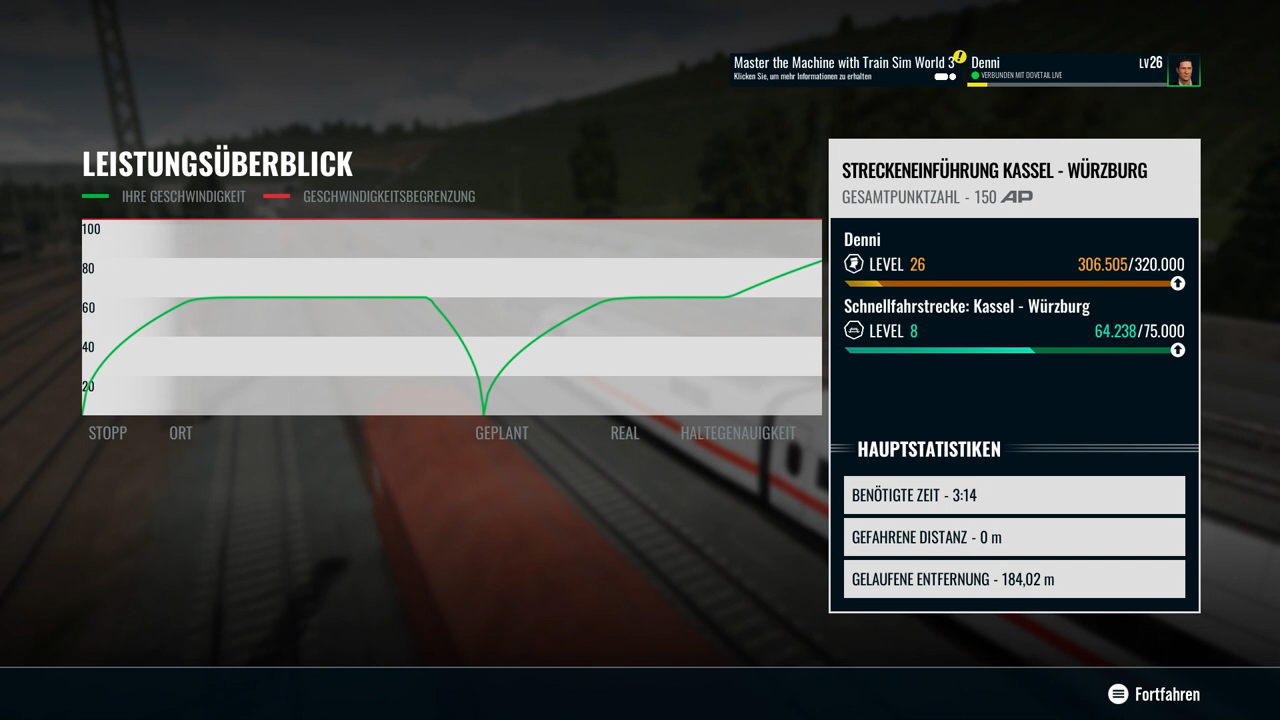 Master the Machine with Train Sim World 3
Klicken Sie, um mehr Informationen zu erhalten
!
Denni
LV 26
VERBUNDEN MIT DOVETAIL LIVE
LEISTUNGSÜBERBLICK
IHRE GESCHWINDIGKEIT
GESCHWINDIGKEITSBEGRENZUNG
100
80
60
40
20
STOPP
ORT
GEPLANT
REAL
HALTEGENAUIGKEIT
STRECKENEINFÜHRUNG KASSEL - WÜRZBURG
GESAMTPUNKTZAHL - 150 AP
Denni
LEVEL 26
306.505/320.000
Schnellfahrstrecke: Kassel - Würzburg
LEVEL 8
64.238/75.000
HAUPTSTATISTIKEN
BENÖTIGTE ZEIT - 3:14
GEFAHRENE DISTANZ - 0 m
GELAUFENE ENTFERNUNG - 184,02 m
Fortfahren